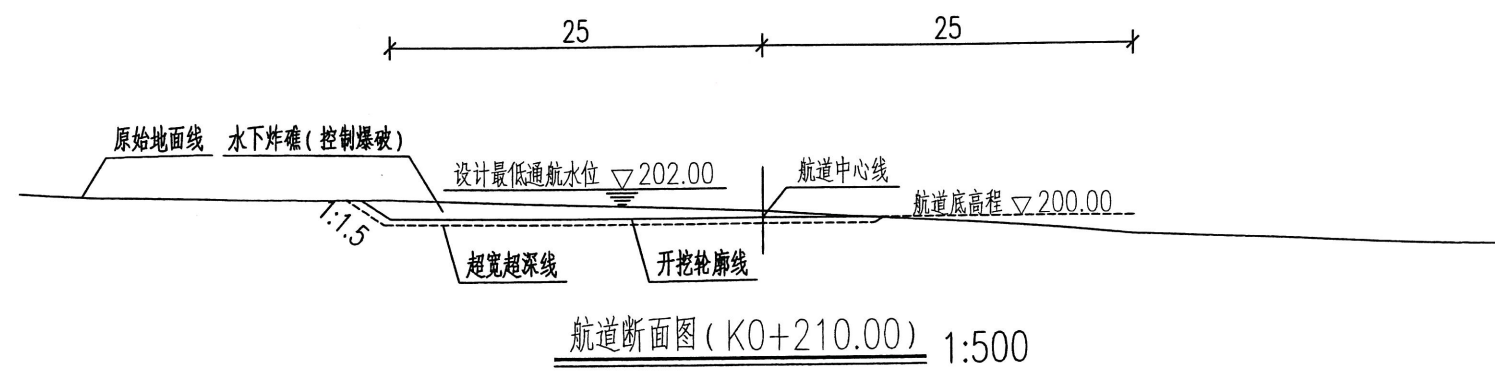 25 25
原始地面线 水下炸礁(控制爆破)
设计最低通航水位 202.00
航道中心线
航道底高程 200.00
1:1.5
超宽超深线
开挖轮廓线
航道断面图(K0+210.00) 1:500